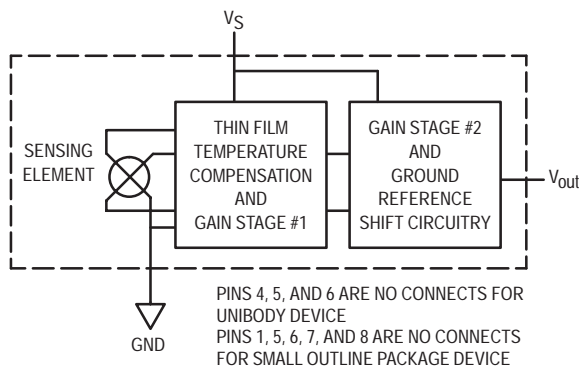 VS
SENSING
ELEMENT
THIN FILM
TEMPERATURE
COMPENSATION
AND
GAIN STAGE #1
GAIN STAGE #2
AND
GROUND
REFERENCE
SHIFT CIRCUITRY
Vout
GND
PINS 4, 5, AND 6 ARE NO CONNECTS FOR
UNIBODY DEVICE
PINS 1, 5, 6, 7, AND 8 ARE NO CONNECTS
FOR SMALL OUTLINE PACKAGE DEVICE